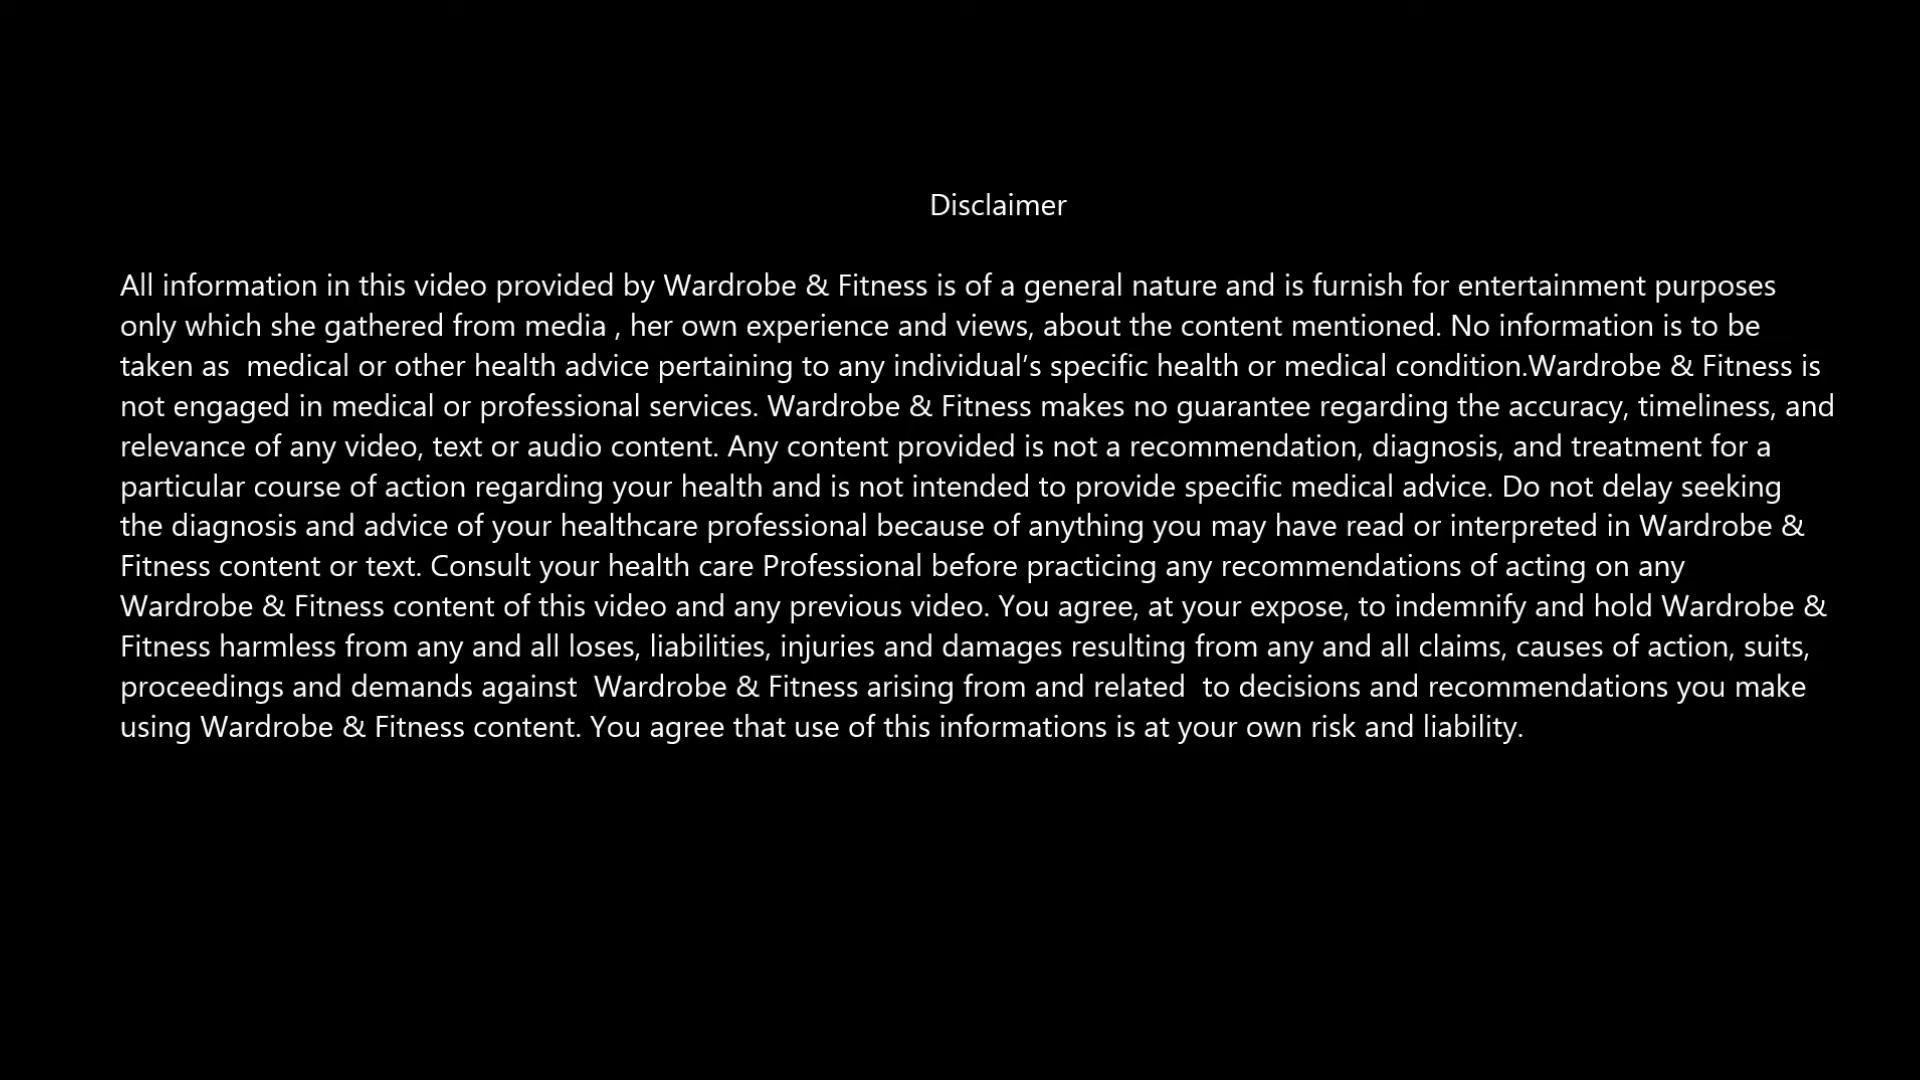 Disclaimer
All information in this video provided by Wardrobe & Fitness is of a general nature and is furnish for entertainment purposes
only which she gathered from media , her own experience and views, about the content mentioned. No information is to be
taken as  medical or other health advice pertaining to any individual’s specific health or medical condition.Wardrobe & Fitness is
not engaged in medical or professional services. Wardrobe & Fitness makes no guarantee regarding the accuracy, timeliness, and
relevance of any video, text or audio content. Any content provided is not a recommendation, diagnosis, and treatment for a
particular course of action regarding your health and is not intended to provide specific medical advice. Do not delay seeking
the diagnosis and advice of your healthcare professional because of anything you may have read or interpreted in Wardrobe &
Fitness content or text. Consult your health care Professional before practicing any recommendations of acting on any
Wardrobe & Fitness content of this video and any previous video. You agree, at your expose, to indemnify and hold Wardrobe &
Fitness harmless from any and all loses, liabilities, injuries and damages resulting from any and all claims, causes of action, suits,
proceedings and demands against  Wardrobe & Fitness arising from and related  to decisions and recommendations you make
using Wardrobe & Fitness content. You agree that use of this informations is at your own risk and liability.